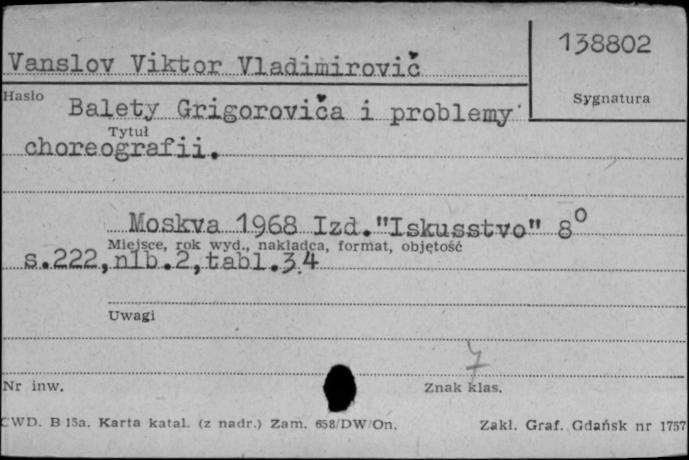 138802
Sygnatura
Vanslov Viktor Vladimirovič
Hasło
Balety Grigoroviča i problemy
Tytuł
choreografii.
Moskva 1968 Izd."Iskusstvo" 8°
Miejsce, rok wyd., nakładca, format, objętość
s.222,nlb.2,tabl.34
Uwagi
7
Nr inw.
Znak klas.
CWD. B 15a. Karta katal. (z nadr.) Zam. 658/DW/On.
Zakł. Graf. Gdańsk nr 1757